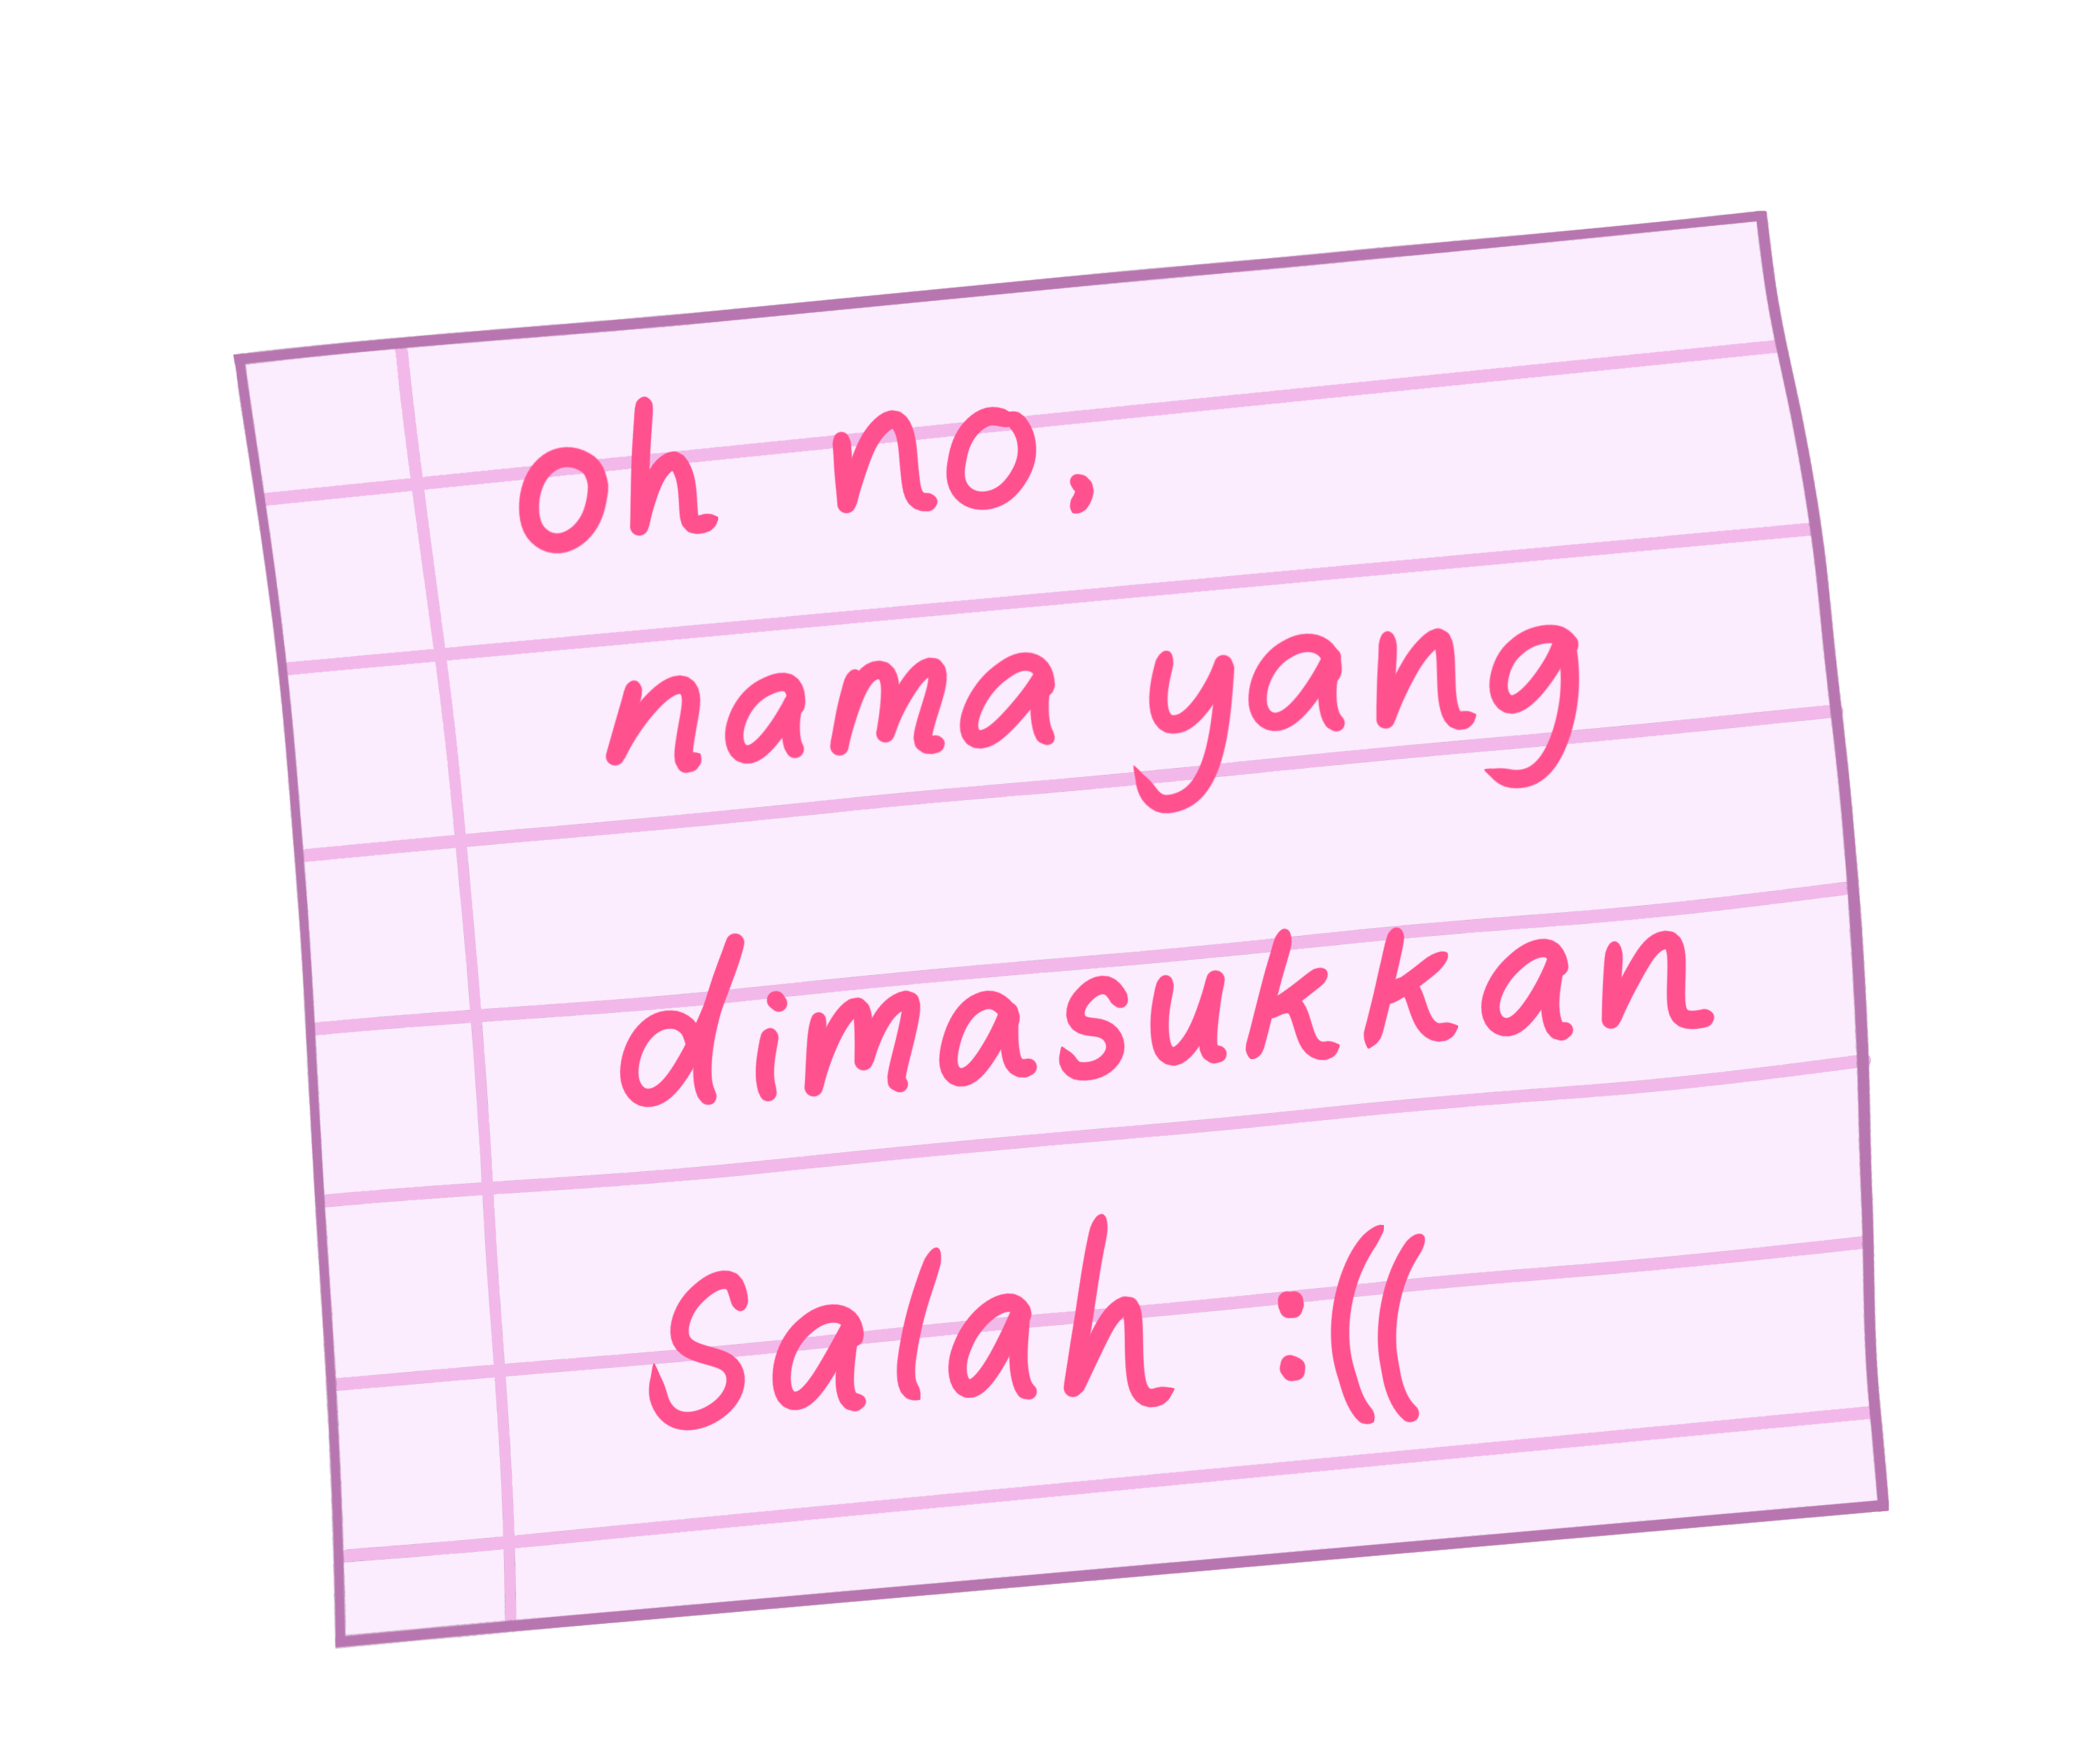 oh no,
nama yang
dimasukkan
Salah :((